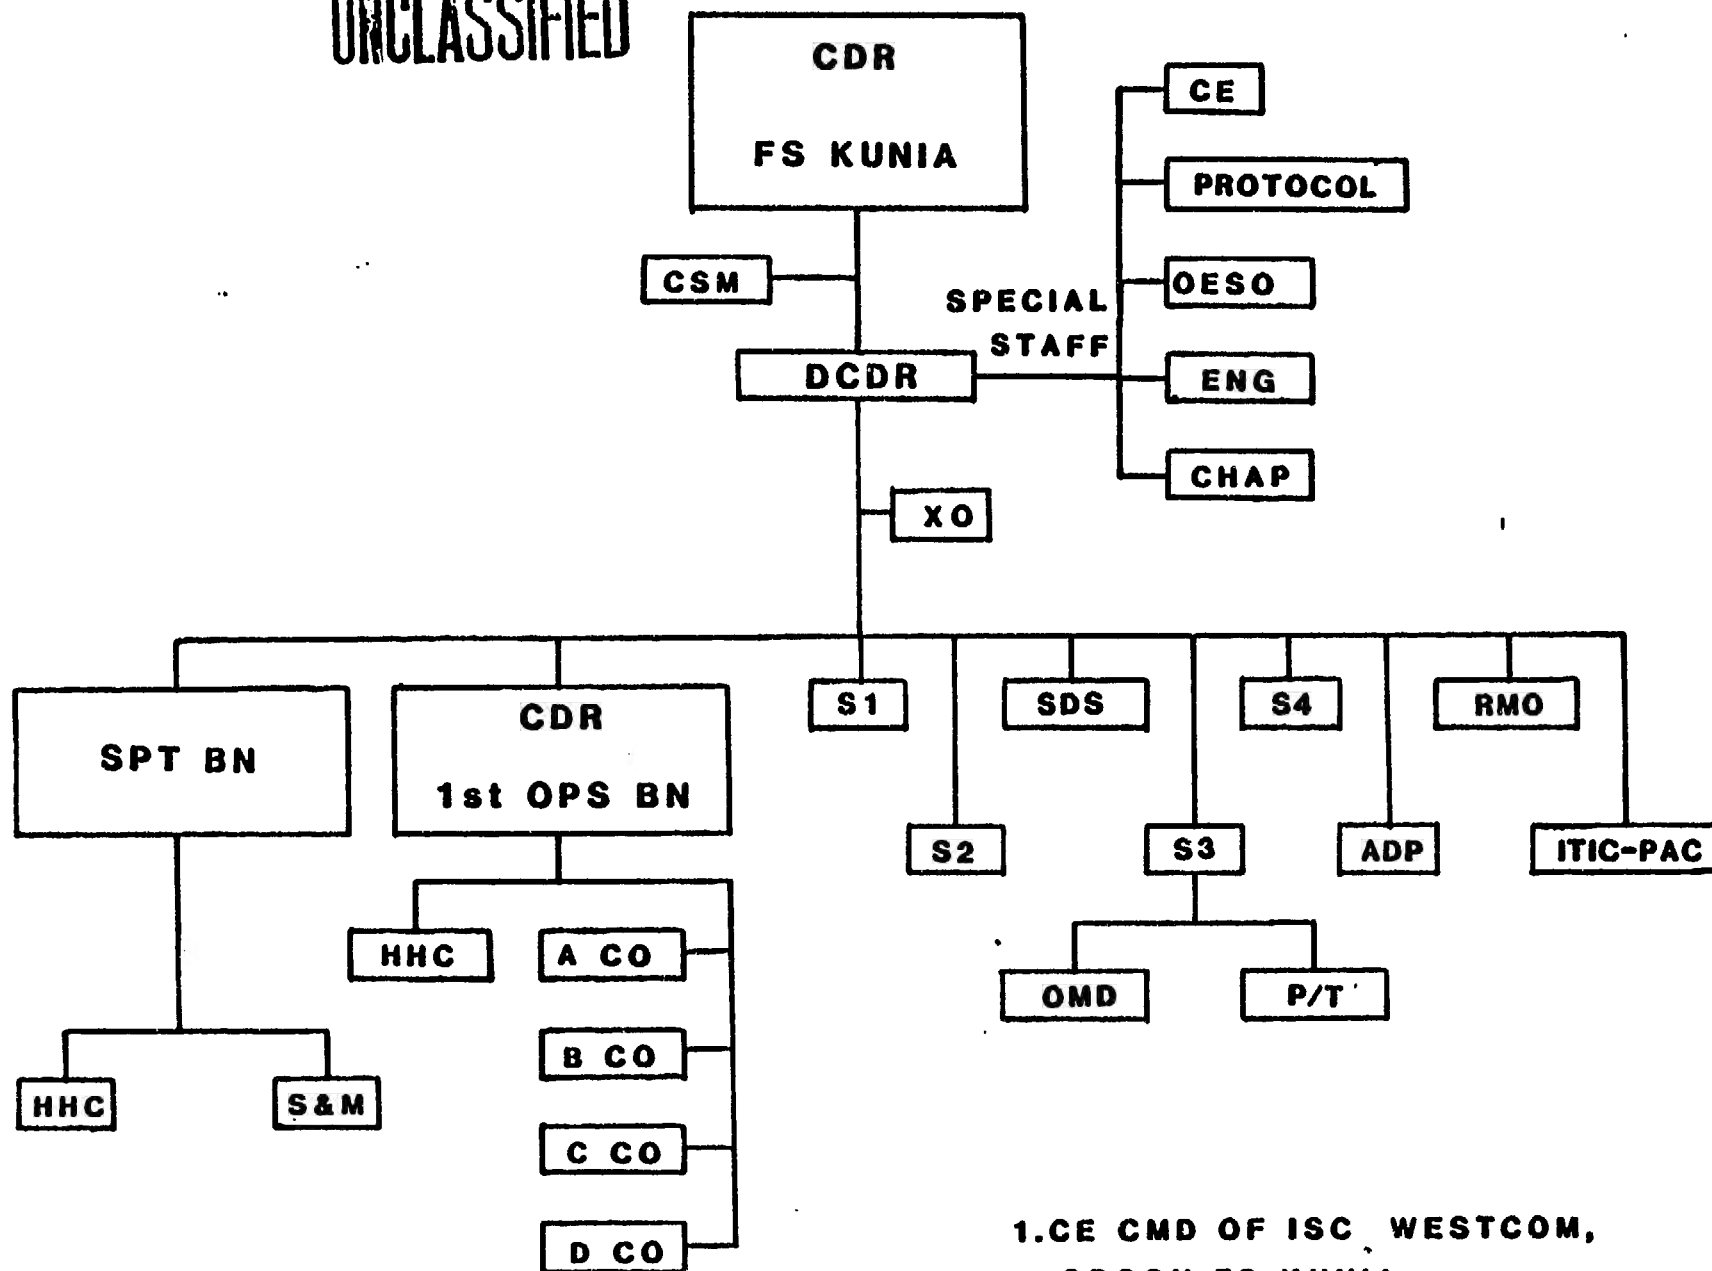 UNCLASSIFIED
CDR
FS KUNIA
CE
PROTOCOL
CSM
OESO
SPECIAL
STAFF
DCDR
ENG
CHAP
XO
SPT BN
CDR
1st OPS BN
S1
SDS
S4
RMO
S2
S3
ADP
ITIC-PAC
HHC
A CO
OMD
P/T
B CO
HHC
S&M
C CO
D CO
1.CE CMD OF ISC WESTCOM,